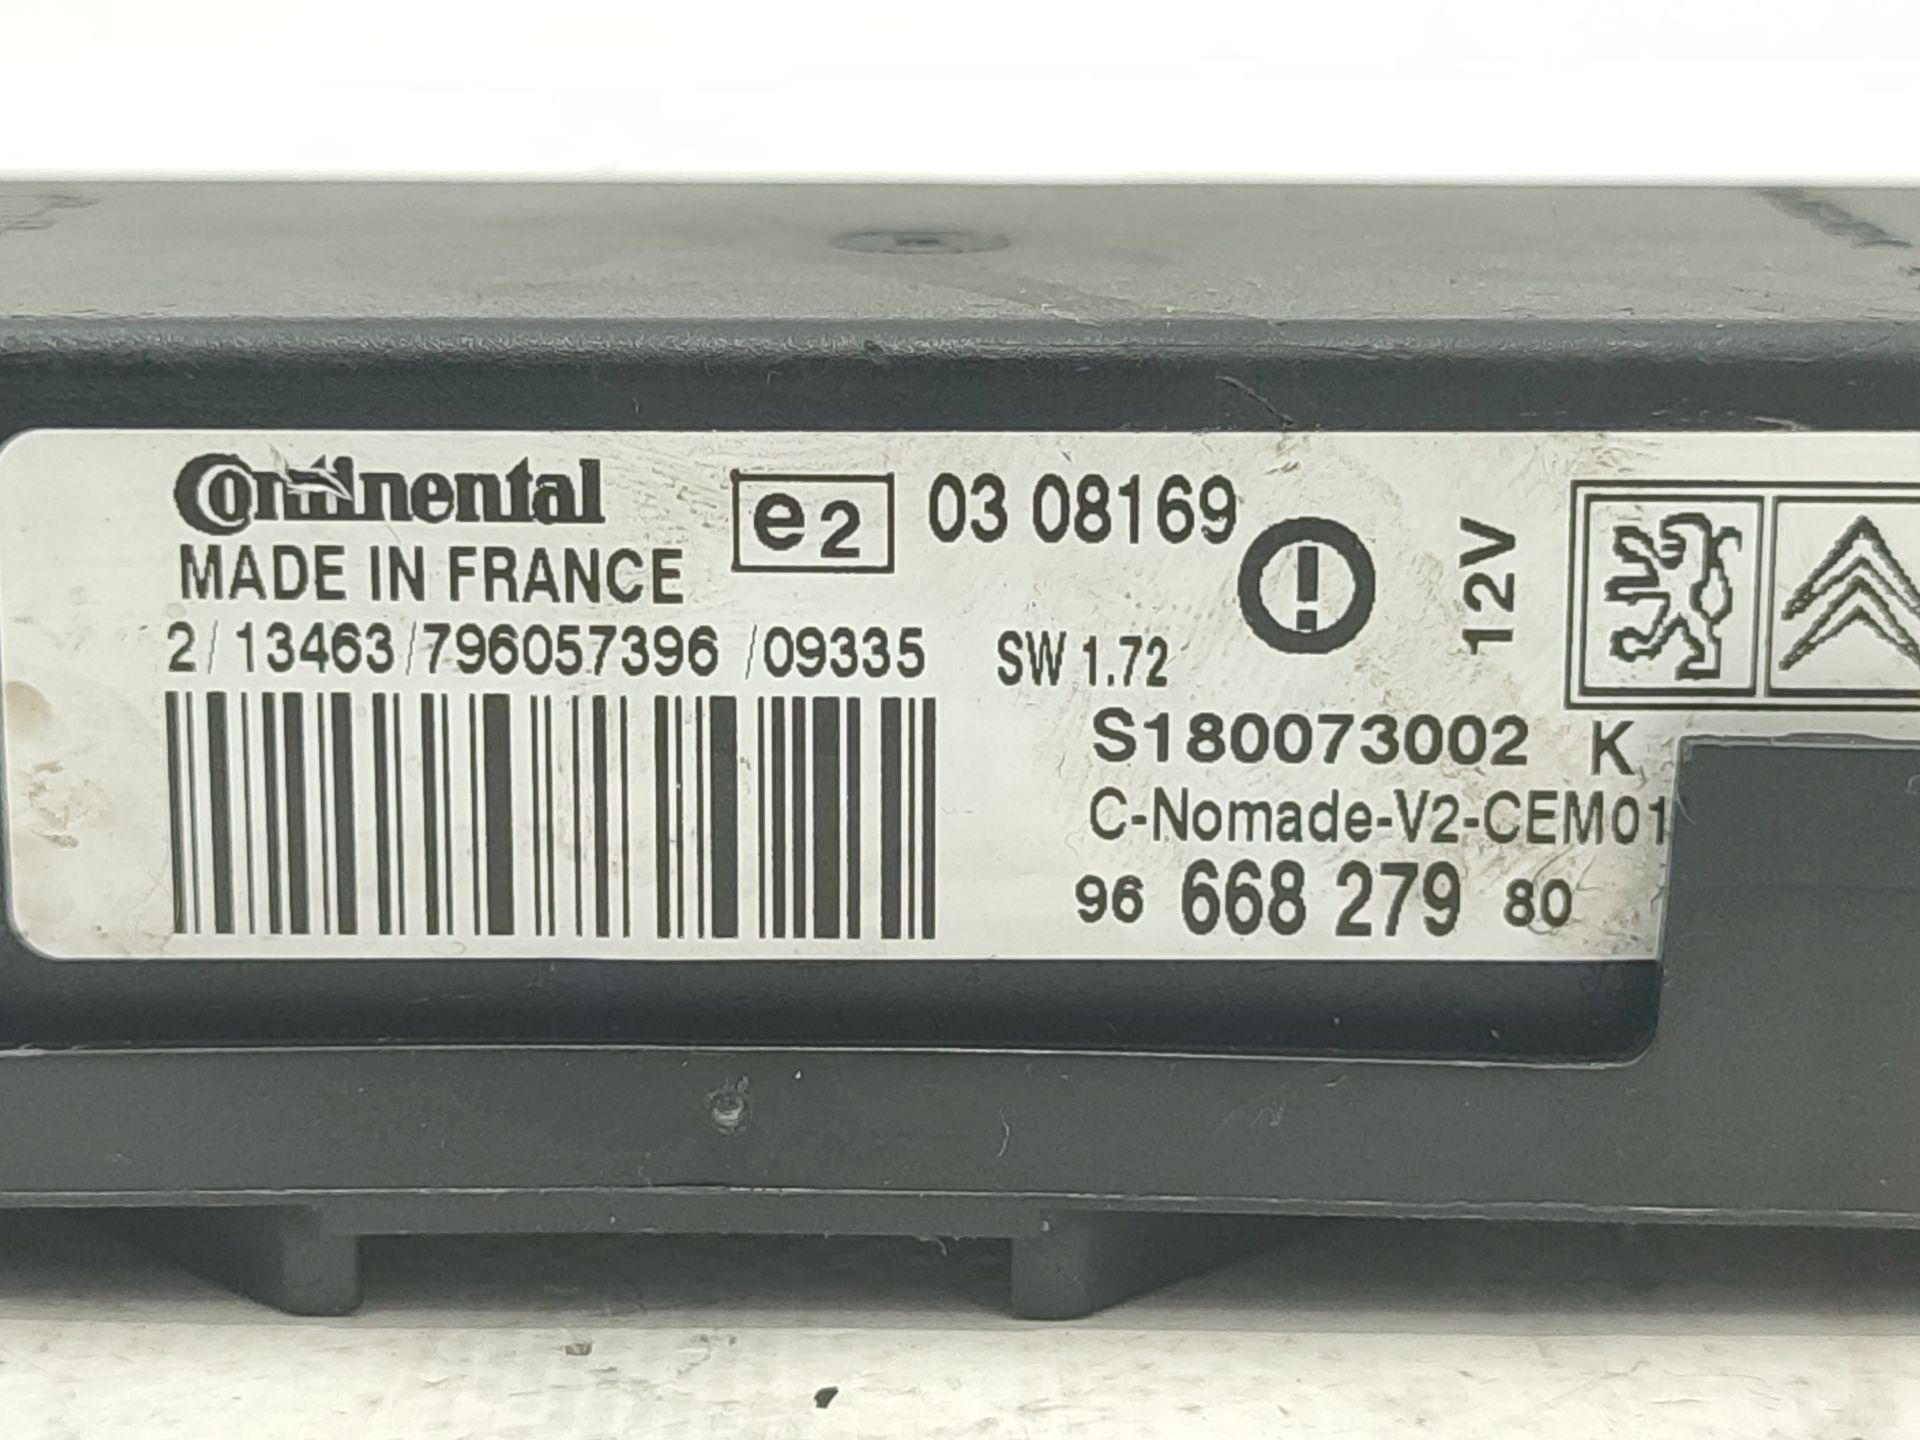 Continental
MADE IN FRANCE
e2 03 08169
2/13463/796057396/09335 SW 1.72
12V
S180073002 K
C-Nomade-V2-CEM01
96 668 279 80